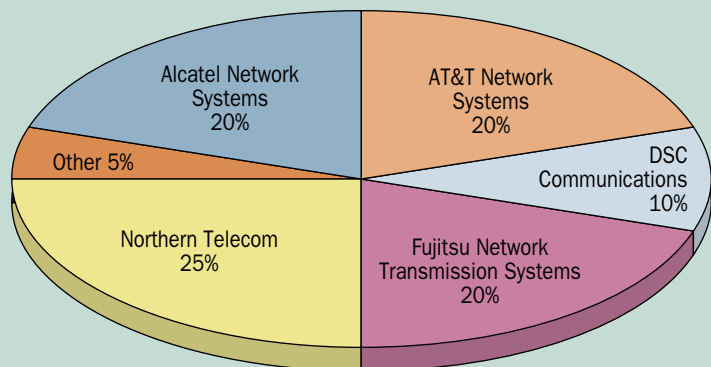 Alcatel Network
Systems
20%
AT&T Network
Systems
20%
DSC
Communications
10%
Other 5%
Northern Telecom
25%
Fujitsu Network
Transmission Systems
20%